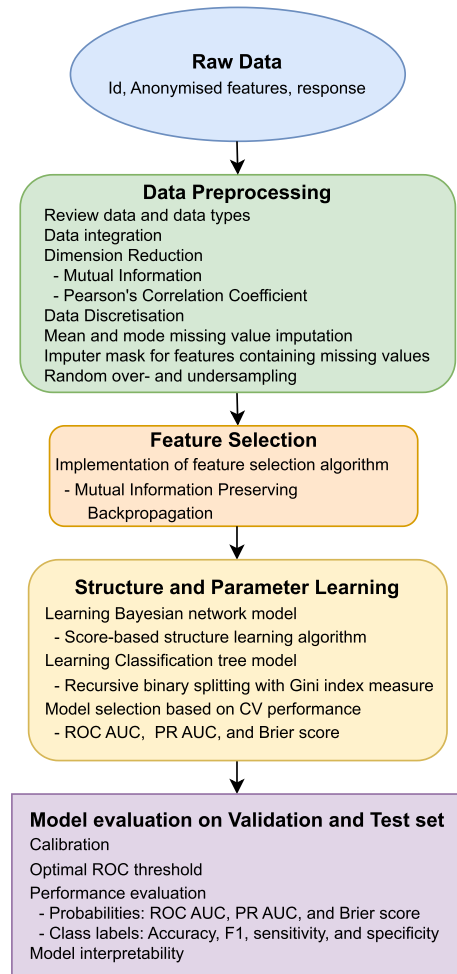 Raw Data
Id, Anonymised features, response
Data Preprocessing
Review data and data types
Data integration
Dimension Reduction
- Mutual Information
- Pearson's Correlation Coefficient
Data Discretisation
Mean and mode missing value imputation
Imputer mask for features containing missing values
Random over- and undersampling
Feature Selection
Implementation of feature selection algorithm
- Mutual Information Preserving
Backpropagation
Structure and Parameter Learning
Learning Bayesian network model
- Score-based structure learning algorithm
Learning Classification tree model
- Recursive binary splitting with Gini index measure
Model selection based on CV performance
- ROC AUC, PR AUC, and Brier score
Model evaluation on Validation and Test set
Calibration
Optimal ROC threshold
Performance evaluation
- Probabilities: ROC AUC, PR AUC, and Brier score
- Class labels: Accuracy, F1, sensitivity, and specificity
Model interpretability